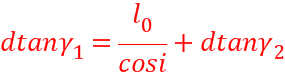 dtanγ₁ = l₀/cosi + dtanγ₂